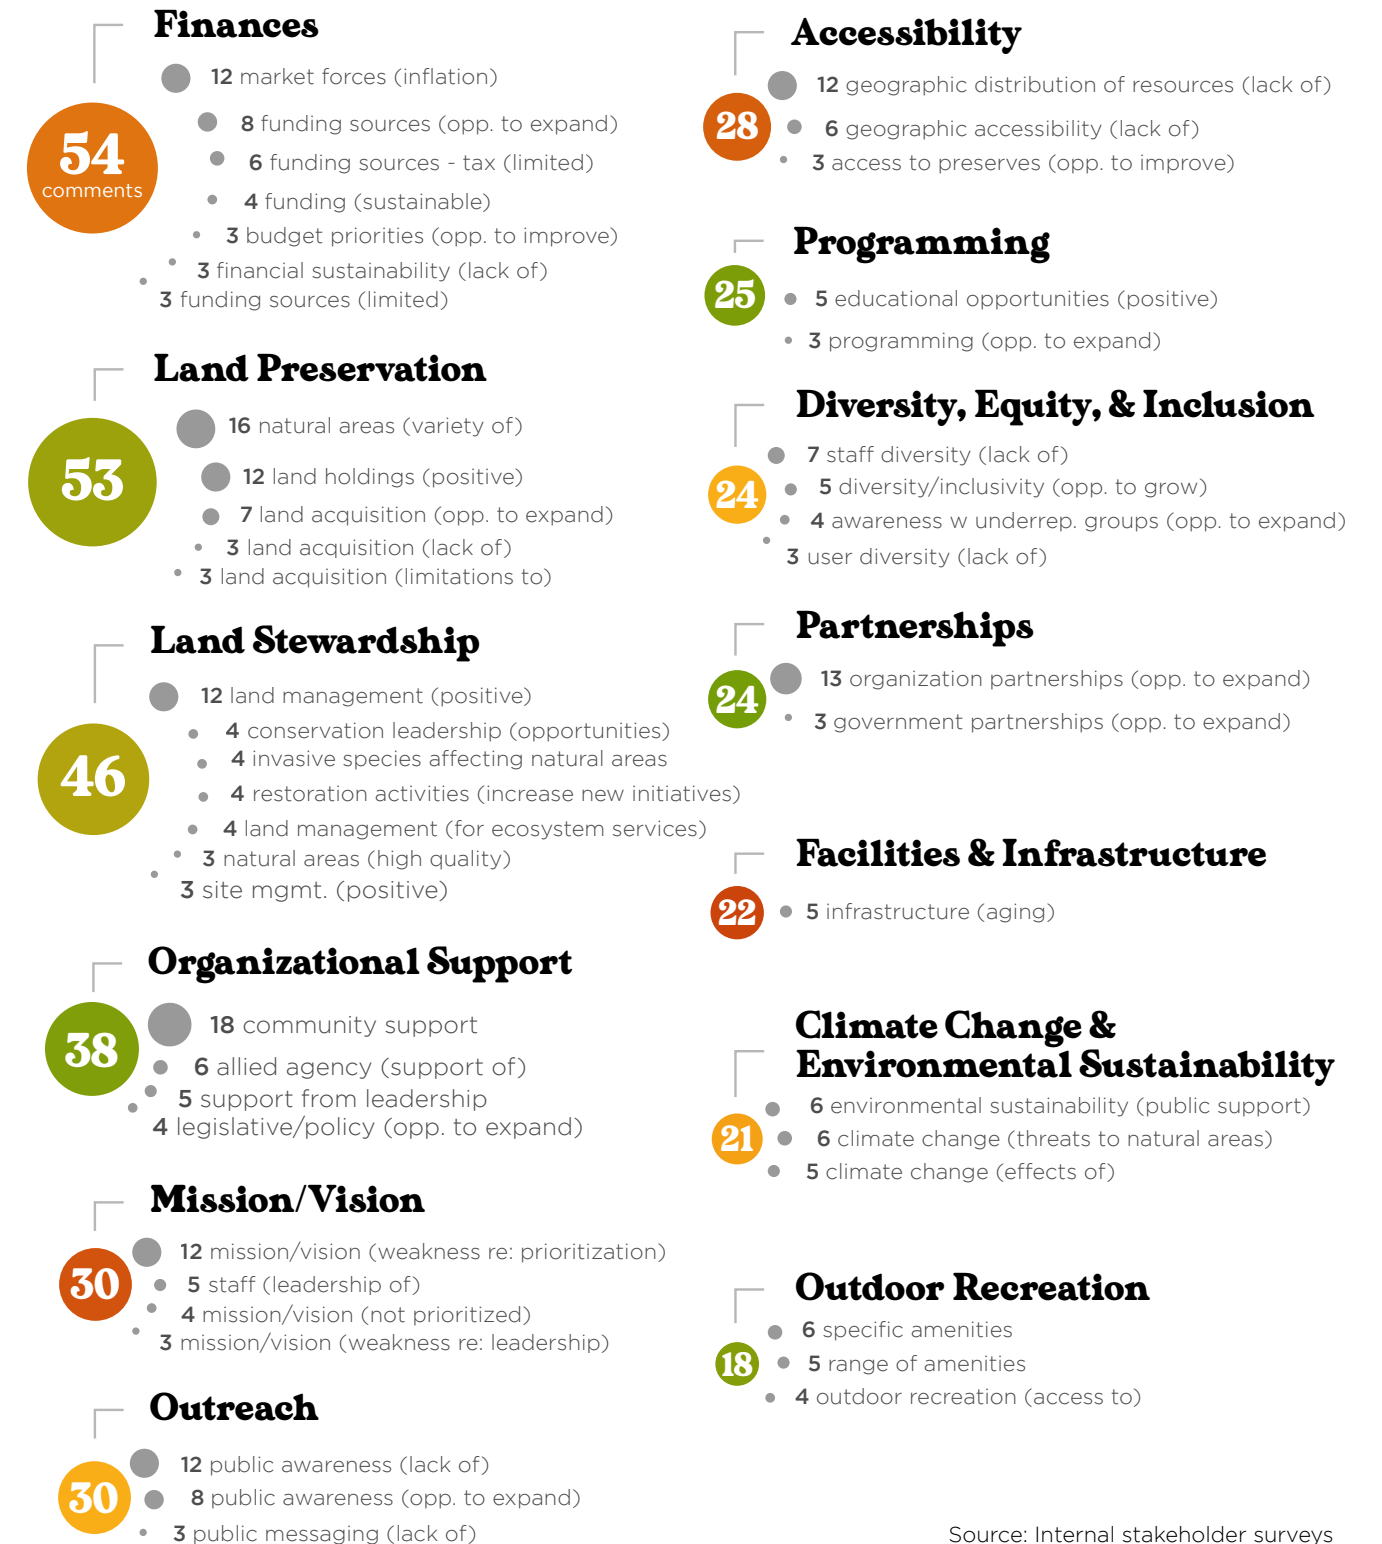 Finances
54
comments
12 market forces (inflation)
8 funding sources (opp. to expand)
6 funding sources - tax (limited)
4 funding (sustainable)
3 budget priorities (opp. to improve)
3 financial sustainability (lack of)
3 funding sources (limited)
Land Preservation
53
16 natural areas (variety of)
12 land holdings (positive)
7 land acquisition (opp. to expand)
3 land acquisition (lack of)
3 land acquisition (limitations to)
Land Stewardship
46
12 land management (positive)
4 conservation leadership (opportunities)
4 invasive species affecting natural areas
4 restoration activities (increase new initiatives)
4 land management (for ecosystem services)
3 natural areas (high quality)
3 site mgmt. (positive)
Organizational Support
38
18 community support
6 allied agency (support of)
5 support from leadership
4 legislative/policy (opp. to expand)
Mission/Vision
30
12 mission/vision (weakness re: prioritization)
5 staff (leadership of)
4 mission/vision (not prioritized)
3 mission/vision (weakness re: leadership)
Outreach
30
12 public awareness (lack of)
8 public awareness (opp. to expand)
3 public messaging (lack of)
Accessibility
28
12 geographic distribution of resources (lack of)
6 geographic accessibility (lack of)
3 access to preserves (opp. to improve)
Programming
25
5 educational opportunities (positive)
3 programming (opp. to expand)
Diversity, Equity, & Inclusion
24
7 staff diversity (lack of)
5 diversity/inclusivity (opp. to grow)
4 awareness w underrep. groups (opp. to expand)
3 user diversity (lack of)
Partnerships
24
13 organization partnerships (opp. to expand)
3 government partnerships (opp. to expand)
Facilities & Infrastructure
22
5 infrastructure (aging)
Climate Change &
Environmental Sustainability
21
6 environmental sustainability (public support)
6 climate change (threats to natural areas)
5 climate change (effects of)
Outdoor Recreation
18
6 specific amenities
5 range of amenities
4 outdoor recreation (access to)
Source: Internal stakeholder surveys